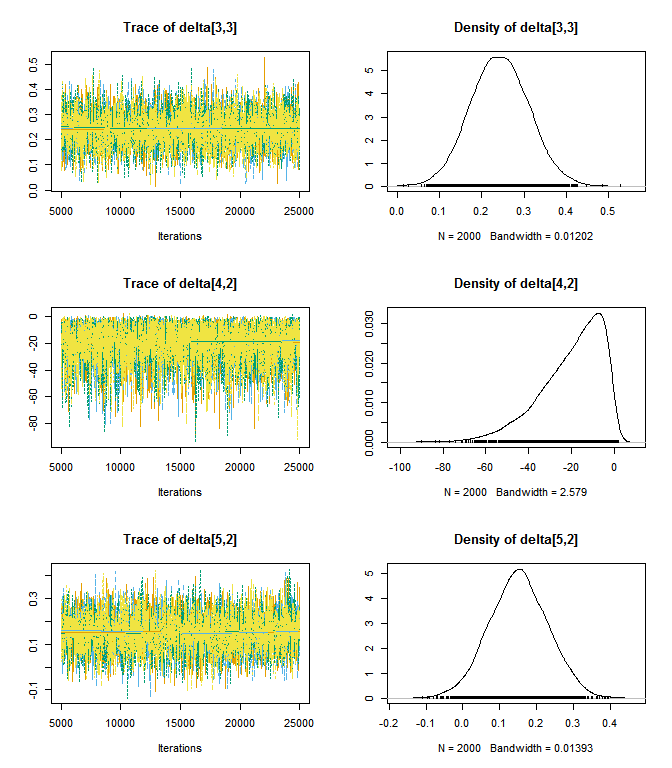 Trace of delta[3,3]
0.0 0.1 0.2 0.3 0.4 0.5
5000 10000 15000 20000 25000
Iterations
Density of delta[3,3]
0 1 2 3 4 5
0.0 0.1 0.2 0.3 0.4 0.5
N = 2000 Bandwidth = 0.01202
Trace of delta[4,2]
-80 -60 -40 -20 0
5000 10000 15000 20000 25000
Iterations
Density of delta[4,2]
0.000 0.010 0.020 0.030
-100 -60 -20 0
N = 2000 Bandwidth = 2.579
Trace of delta[5,2]
-0.1 0.1 0.3
5000 10000 15000 20000 25000
Iterations
Density of delta[5,2]
0 1 2 3 4 5
-0.2 -0.1 0.0 0.1 0.2 0.3 0.4
N = 2000 Bandwidth = 0.01393